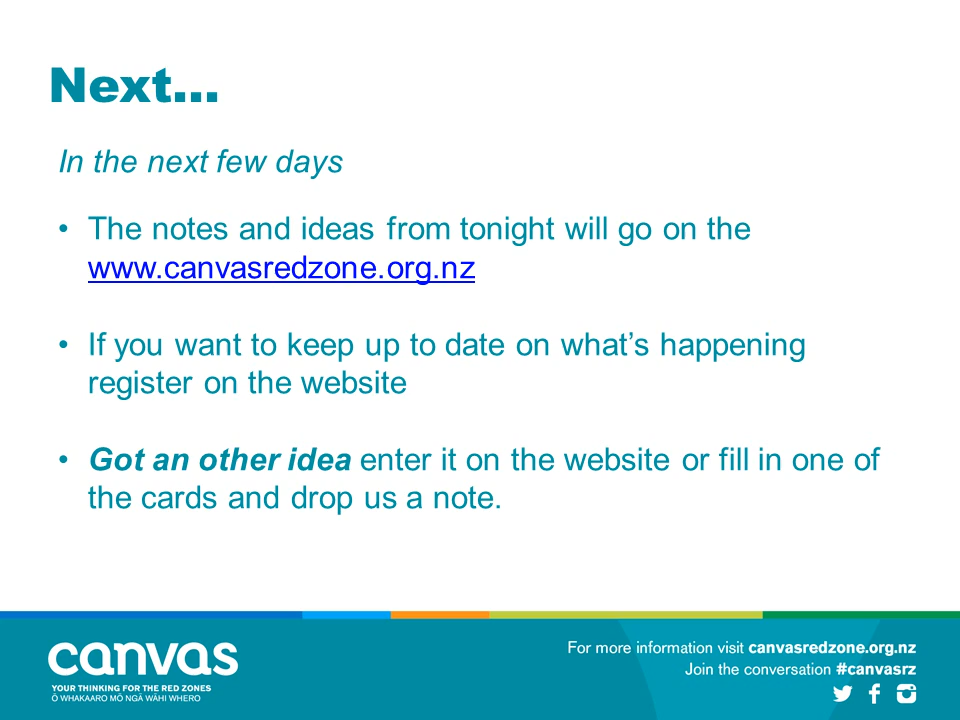 Next...
In the next few days
• The notes and ideas from tonight will go on the
www.canvasredzone.org.nz
• If you want to keep up to date on what’s happening
register on the website
• Got an other idea enter it on the website or fill in one of
the cards and drop us a note.
canvas
YOUR THINKING FOR THE RED ZONES
Ō WHAKAARO MŌ NGĀ WĀHI WHERO
For more information visit canvasredzone.org.nz
Join the conversation #canvasrz